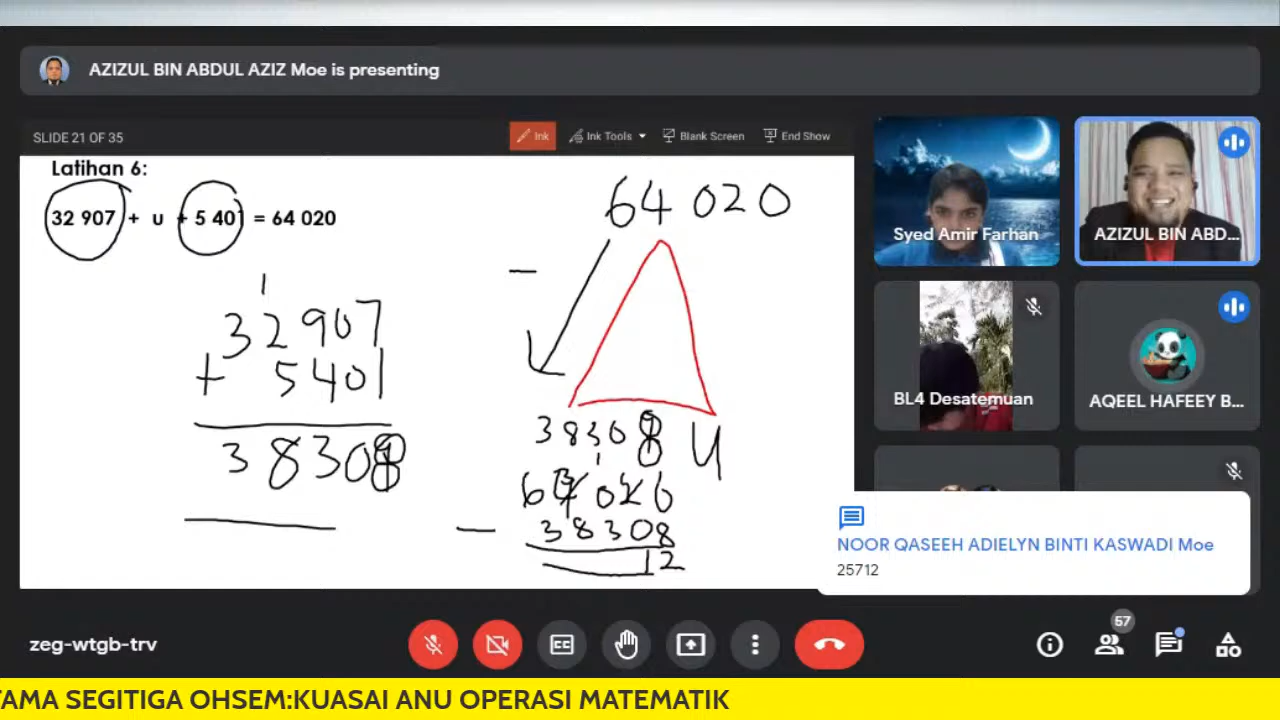 AZIZUL BIN ABDUL AZIZ Moe is presenting
SLIDE 21 OF 35
Ink
Ink Tools
Blank Screen
End Show
Latihan 6:
32 907 + u + 5 401 = 64 020
1
32907
+ 5401
38308
64 020
−
38308 u
64020
− 38308
12
Syed Amir Farhan
AZIZUL BIN ABD...
BL4 Desatemuan
AQEEL HAFEEY B...
NOOR QASEEH ADIELYN BINTI KASWADI Moe
25712
zeg-wtgb-trv
CC
57
TAMA SEGITIGA OHSEM:KUASAI ANU OPERASI MATEMATIK